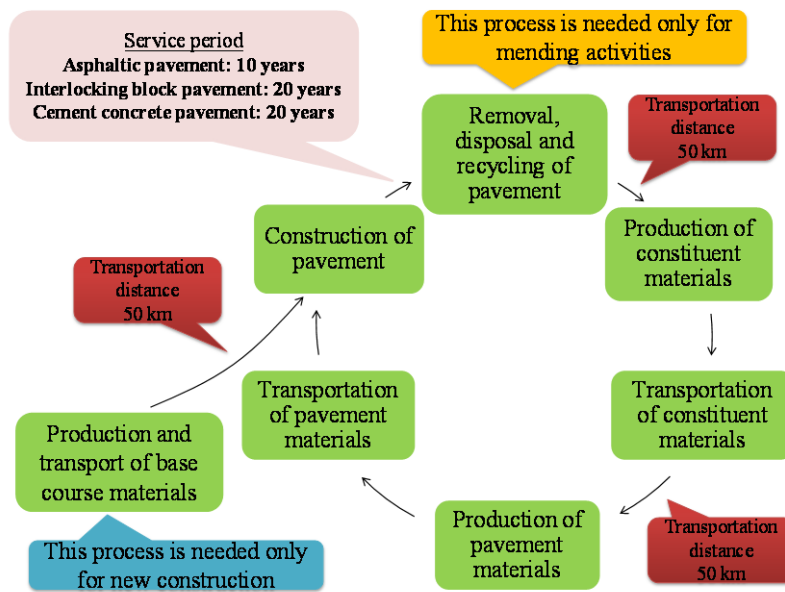 Service period
Asphaltic pavement: 10 years
Interlocking block pavement: 20 years
Cement concrete pavement: 20 years
This process is needed only for
mending activities
Removal,
disposal and
recycling of
pavement
Transportation
distance
50 km
Construction of
pavement
Production of
constituent
materials
Transportation
distance
50 km
Transportation
of pavement
materials
Transportation
of constituent
materials
Production and
transport of base
course materials
Production of
pavement
materials
Transportation
distance
50 km
This process is needed only
for new construction